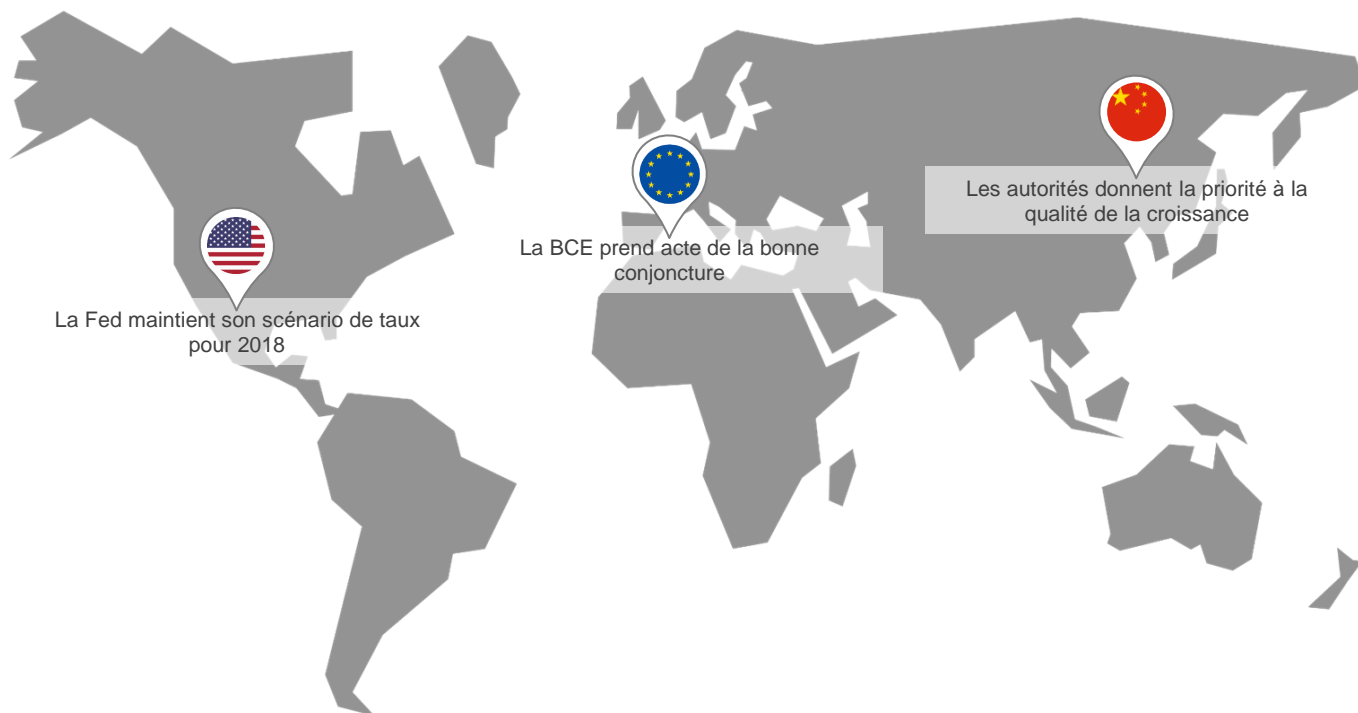 Les autorités donnent la priorité à la
qualité de la croissance
La BCE prend acte de la bonne
conjoncture
La Fed maintient son scénario de taux
pour 2018